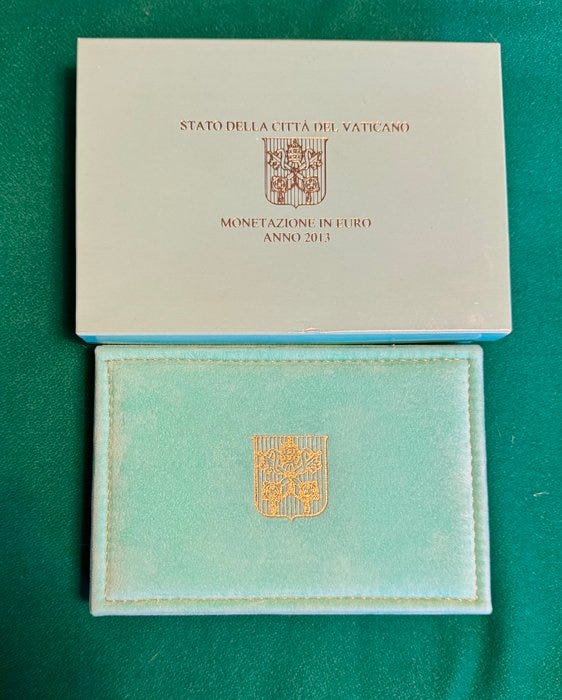 STATO DELLA CITTÀ DEL VATICANO
MONETAZIONE IN EURO
ANNO 2013